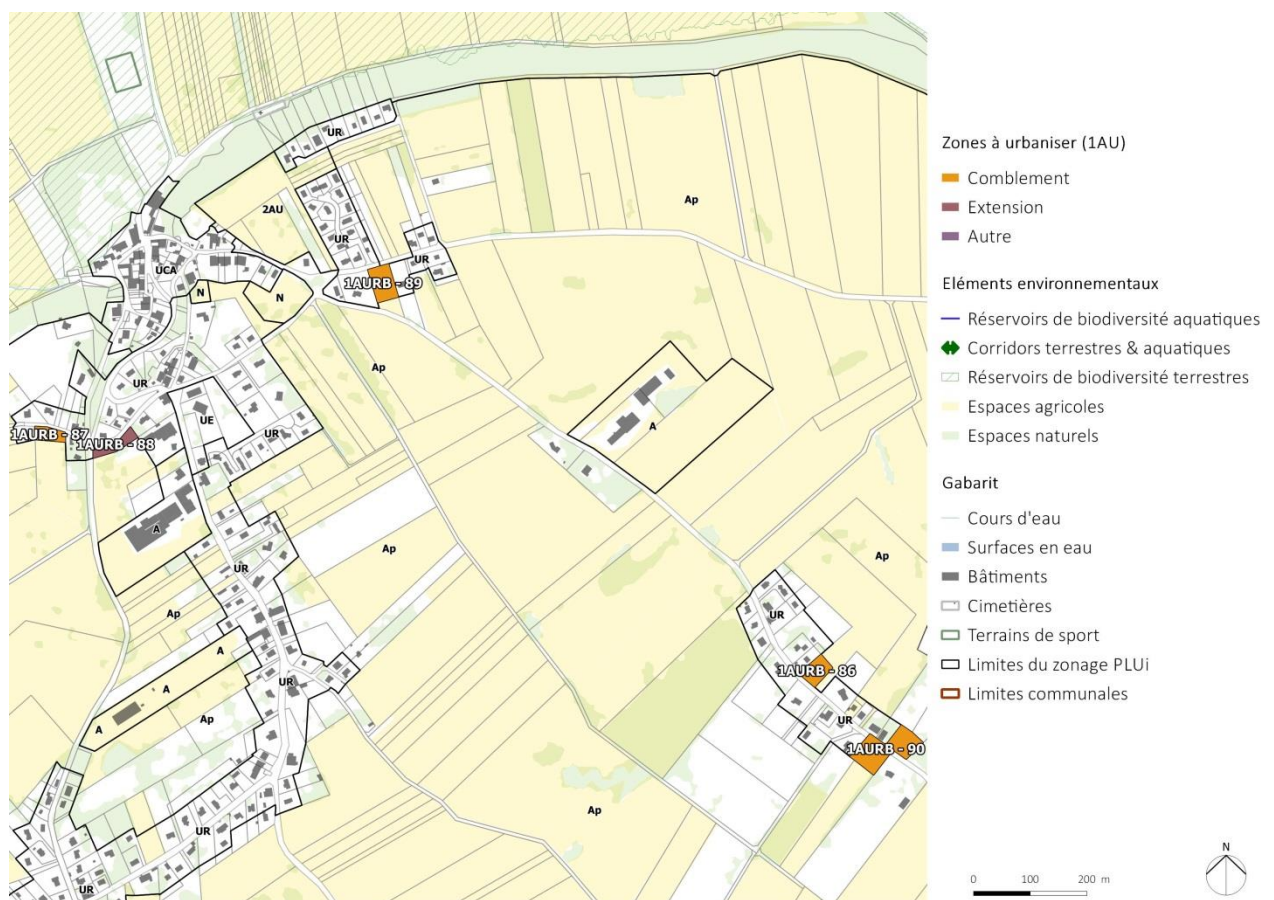 UR
Ap
2AU
UR
UCA
UR
1AURB - 89
N
N
Ap
UR
UE
UR
A
1AURB - 87
1AURB - 88
A
Ap
UR
Ap
Ap
UR
A
1AURB - 86
A
UR
Ap
UR
A
1AURB - 90
Ap
UR
UR
Zones à urbaniser (1AU)
Comblement
Extension
Autre
Eléments environnementaux
Réservoirs de biodiversité aquatiques
Corridors terrestres & aquatiques
Réservoirs de biodiversité terrestres
Espaces agricoles
Espaces naturels
Gabarit
Cours d'eau
Surfaces en eau
Bâtiments
Cimetières
Terrains de sport
Limites du zonage PLUi
Limites communales
N
0 100 200 m